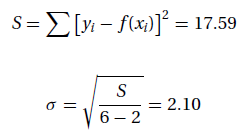 S = ∑ [yᵢ − f(xᵢ)]² = 17.59
σ = √(S / (6 − 2)) = 2.10